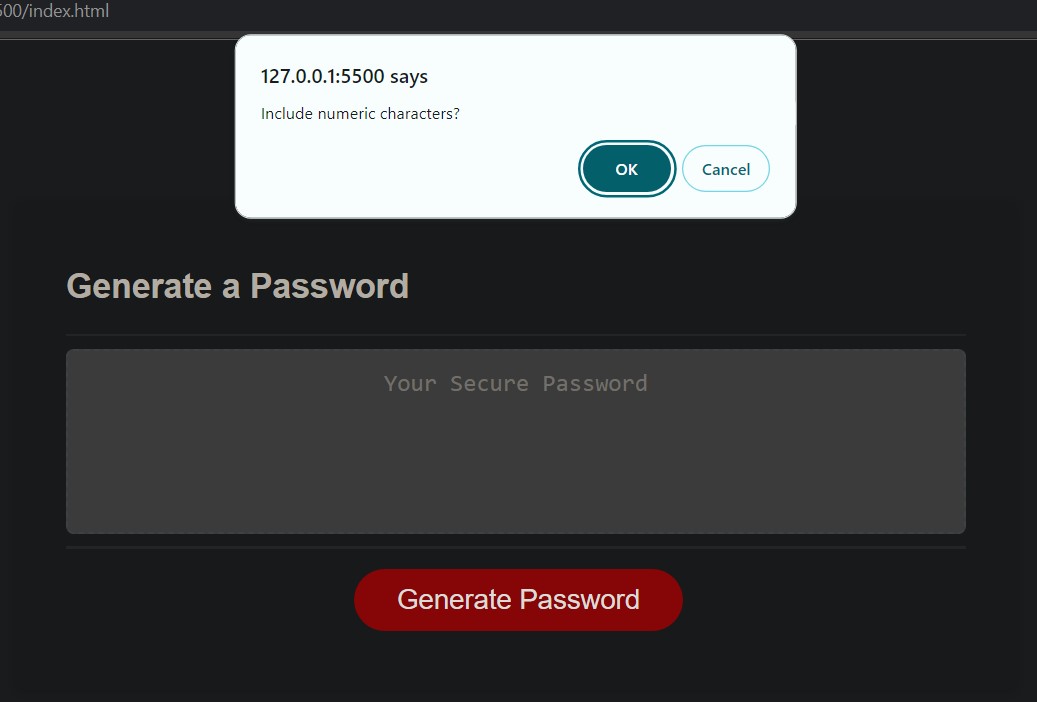 500/index.html
127.0.0.1:5500 says
Include numeric characters?
OK
Cancel
Generate a Password
Your Secure Password
Generate Password